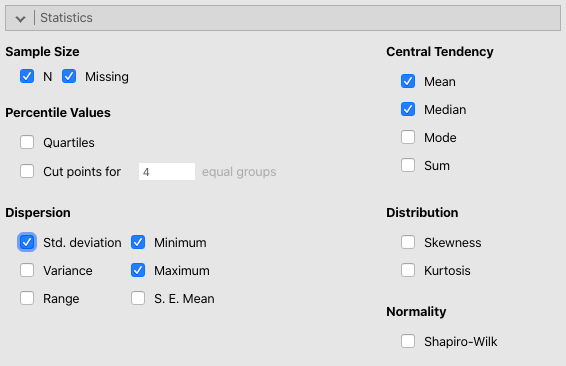 Statistics
Sample Size
N Missing
Percentile Values
Quartiles
Cut points for 4 equal groups
Dispersion
Std. deviation Minimum
Variance Maximum
Range S. E. Mean
Central Tendency
Mean
Median
Mode
Sum
Distribution
Skewness
Kurtosis
Normality
Shapiro-Wilk